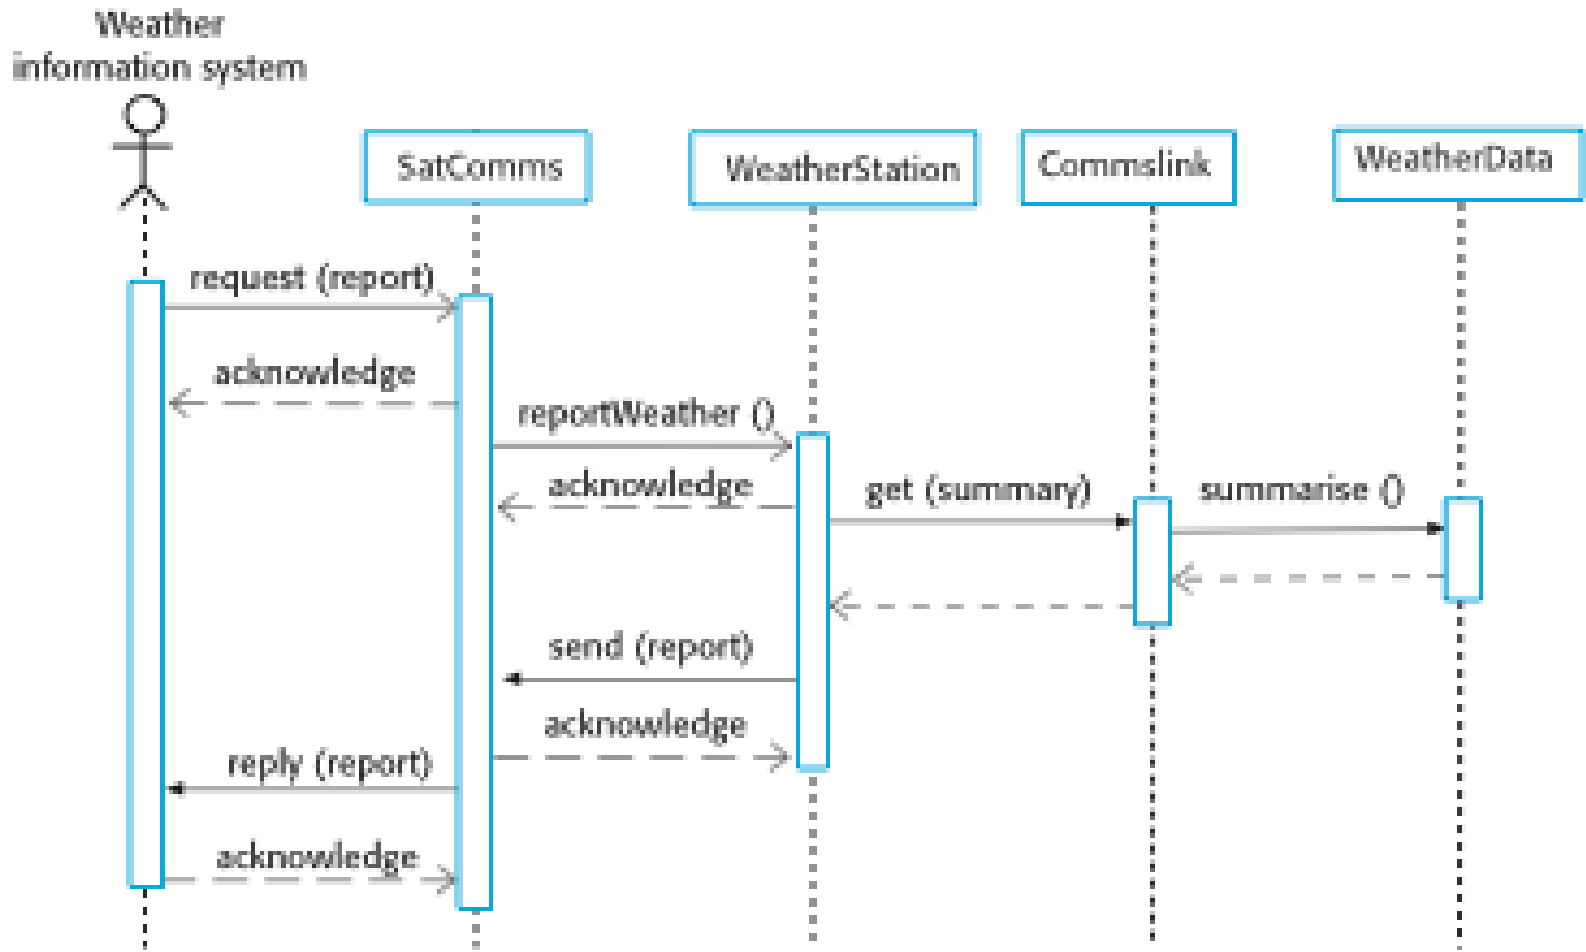 Weather
information system
SatComms
WeatherStation
Commslink
WeatherData
request (report)
acknowledge
reportWeather ()
acknowledge
get (summary)
summarise ()
send (report)
acknowledge
reply (report)
acknowledge